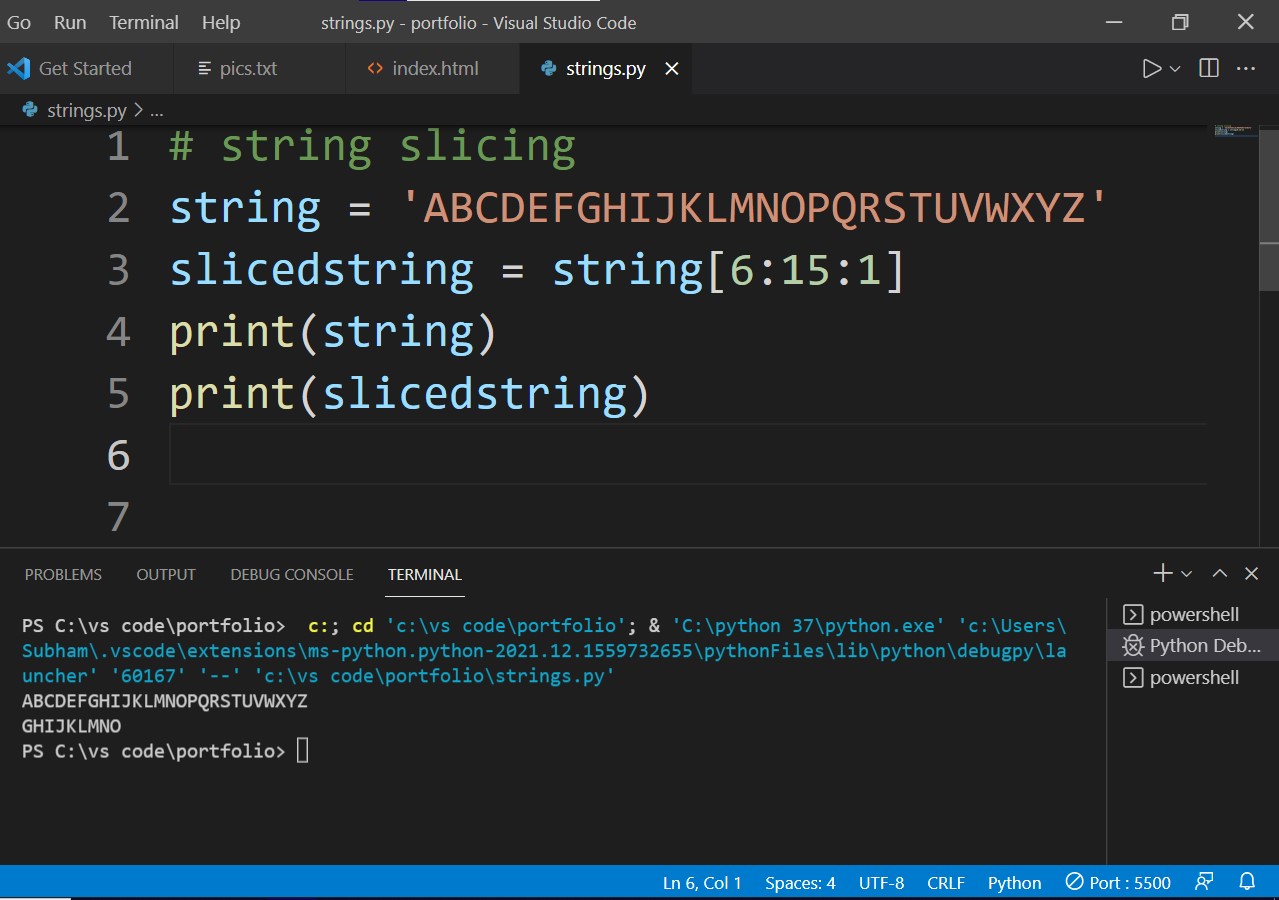 Go Run Terminal Help strings.py - portfolio - Visual Studio Code
Get Started pics.txt index.html strings.py
strings.py > ...
1 # string slicing
2 string = 'ABCDEFGHIJKLMNOPQRSTUVWXYZ'
3 slicedstring = string[6:15:1]
4 print(string)
5 print(slicedstring)
6
7
PROBLEMS OUTPUT DEBUG CONSOLE TERMINAL
PS C:\vs code\portfolio>  c:; cd 'c:\vs code\portfolio'; & 'C:\python 37\python.exe' 'c:\Users\
Subham\.vscode\extensions\ms-python.python-2021.12.1559732655\pythonFiles\lib\python\debugpy\la
uncher' '60167' '--' 'c:\vs code\portfolio\strings.py'
ABCDEFGHIJKLMNOPQRSTUVWXYZ
GHIJKLMNO
PS C:\vs code\portfolio>
powershell
Python Deb...
powershell
Ln 6, Col 1 Spaces: 4 UTF-8 CRLF Python Port : 5500